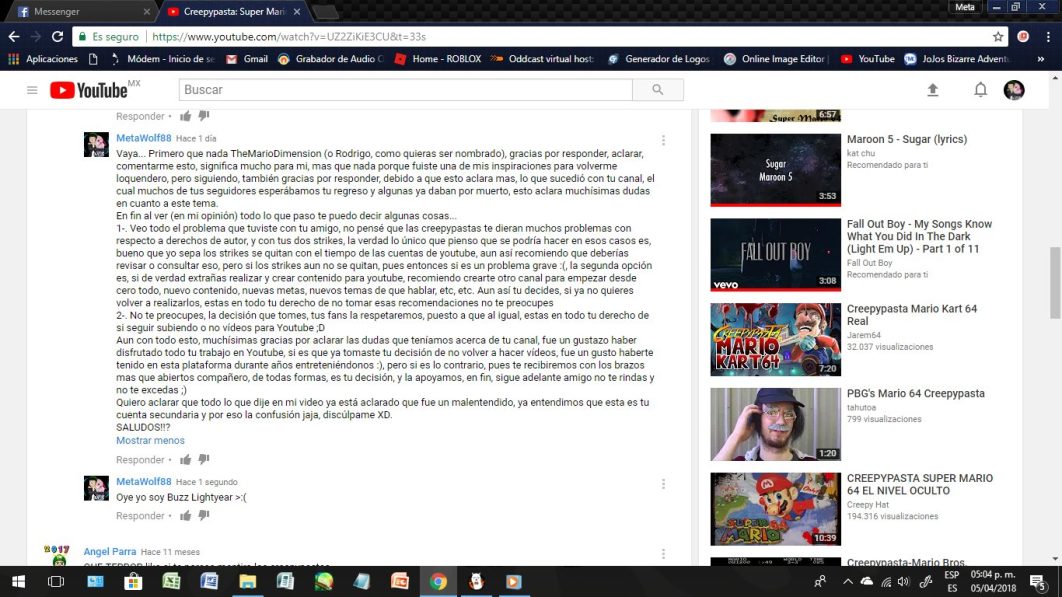 Messenger
Creepypasta: Super Mari
Meta
Es seguro
https://www.youtube.com/watch?v=UZ2ZiKiE3CU&t=33s
Aplicaciones
Módem - Inicio de se
Gmail
Grabador de Audio O
Home - ROBLOX
Oddcast virtual host:
Generador de Logos
Online Image Editor |
YouTube
JoJos Bizarre Adventu
»
YouTube MX
Buscar
Responder •
MetaWolf88 Hace 1 día
Vaya... Primero que nada TheMarioDimension (o Rodrigo, como quieras ser nombrado), gracias por responder, aclarar,
comentarme esto, significa mucho para mi, mas que nada porque fuiste una de mis inspiraciones para volverme
loquendero, pero siguiendo, también gracias por responder, debido a que esto aclara mas, lo que sucedió con tu canal, el
cual muchos de tus seguidores esperábamos tu regreso y algunas ya daban por muerto, esto aclara muchísimas dudas
en cuanto a este tema.
En fin al ver (en mi opinión) todo lo que paso te puedo decir algunas cosas...
1-. Veo todo el problema que tuviste con tu amigo, no pensé que las creepypastas te dieran muchos problemas con
respecto a derechos de autor, y con tus dos strikes, la verdad lo único que pienso que se podría hacer en esos casos es,
bueno que yo sepa los strikes se quitan con el tiempo de las cuentas de youtube, aun así recomiendo que deberías
revisar o consultar eso, pero si los strikes aun no se quitan, pues entonces si es un problema grave :(, la segunda opción
es, si de verdad extrañas realizar y crear contenido para youtube, recomiendo crearte otro canal para empezar desde
cero todo, nuevo contenido, nuevas metas, nuevos temas de que hablar, etc, etc. Aun así tu decides, si ya no quieres
volver a realizarlos, estas en todo tu derecho de no tomar esas recomendaciones no te preocupes
2-. No te preocupes, la decisión que tomes, tus fans la respetaremos, puesto a que al igual, estas en todo tu derecho de
si seguir subiendo o no vídeos para Youtube ;D
Aun con todo esto, muchísimas gracias por aclarar las dudas que teníamos acerca de tu canal, fue un gustazo haber
disfrutado todo tu trabajo en Youtube, si es que ya tomaste tu decisión de no volver a hacer vídeos, fue un gusto haberte
tenido en esta plataforma durante años entreteniéndonos :), pero si es lo contrario, pues te recibiremos con los brazos
mas que abiertos compañero, de todas formas, es tu decisión, y la apoyamos, en fin, sigue adelante amigo no te rindas y
no te excedas ;)
Quiero aclarar que todo lo que dije en mi video ya está aclarado que fue un malentendido, ya entendimos que esta es tu
cuenta secundaria y por eso la confusión jaja, discúlpame XD.
SALUDOS!!?
Mostrar menos
Responder •
MetaWolf88 Hace 1 segundo
Oye yo soy Buzz Lightyear >:(
Responder •
2017
Angel Parra Hace 11 meses
6:57
Sugar
Maroon 5
3:53
Maroon 5 - Sugar (lyrics)
kat chu
Recomendado para ti
FALL OUT BOY
vevo
3:08
Fall Out Boy - My Songs Know
What You Did In The Dark
(Light Em Up) - Part 1 of 11
Fall Out Boy
Recomendado para ti
CREEPYPASTA
MARIO
KART64
7:20
Creepypasta Mario Kart 64
Real
Jarem64
32.037 visualizaciones
1:20
PBG's Mario 64 Creepypasta
tahutoa
799 visualizaciones
SUPER
MARIO
10:39
CREEPYPASTA SUPER MARIO
64 EL NIVEL OCULTO
Creepy Hat
194.316 visualizaciones
Creepypasta-Mario Bros.
ESP
ES
05:04 p. m.
05/04/2018
5